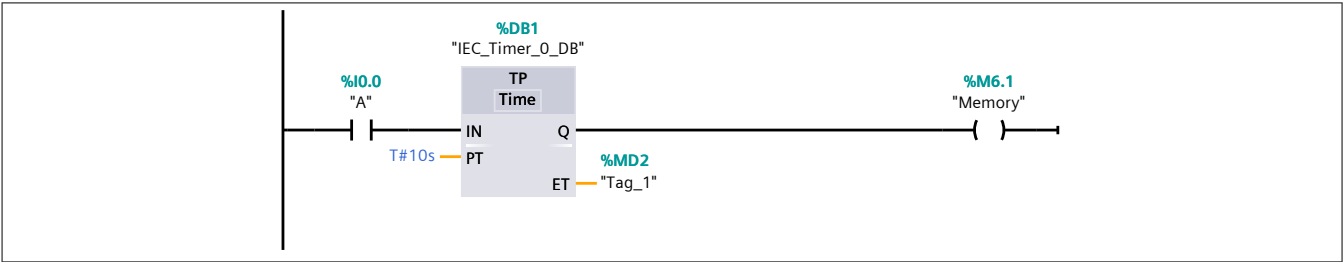 %DB1
"IEC_Timer_0_DB"
%I0.0
"A"
TP
Time
%M6.1
"Memory"
IN
Q
T#10s
PT
%MD2
ET
"Tag_1"